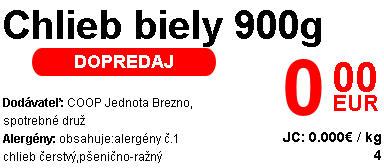 Chlieb biely 900g
DOPREDAJ
0 00
EUR
Dodávateľ: COOP Jednota Brezno,
spotrebné druž
Alergény: obsahuje:alergény č.1
chlieb čerstvý,pšenično-ražný
JC: 0.000€ / kg
4